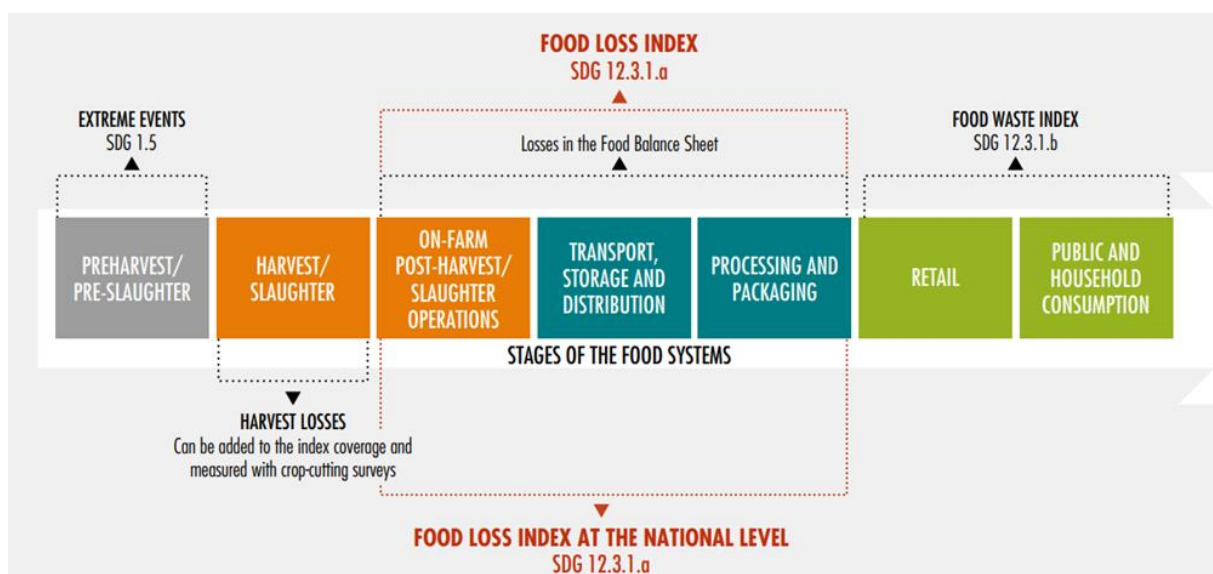 FOOD LOSS INDEX
SDG 12.3.1.a
EXTREME EVENTS
SDG 1.5
Losses in the Food Balance Sheet
FOOD WASTE INDEX
SDG 12.3.1.b
PREHARVEST/
PRE-SLAUGHTER
HARVEST/
SLAUGHTER
ON-FARM
POST-HARVEST/
SLAUGHTER
OPERATIONS
TRANSPORT,
STORAGE AND
DISTRIBUTION
PROCESSING AND
PACKAGING
RETAIL
PUBLIC AND
HOUSEHOLD
CONSUMPTION
STAGES OF THE FOOD SYSTEMS
HARVEST LOSSES
Can be added to the index coverage and
measured with crop-cutting surveys
FOOD LOSS INDEX AT THE NATIONAL LEVEL
SDG 12.3.1.a